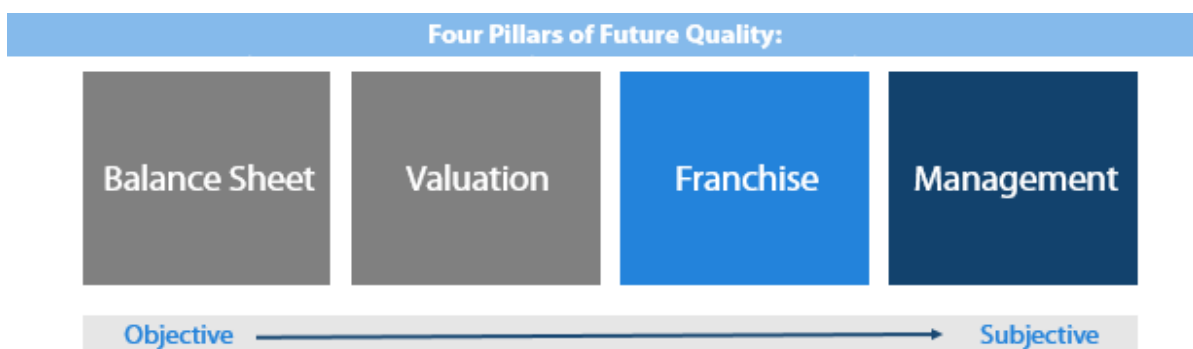 Four Pillars of Future Quality:
Balance Sheet
Valuation
Franchise
Management
Objective
Subjective